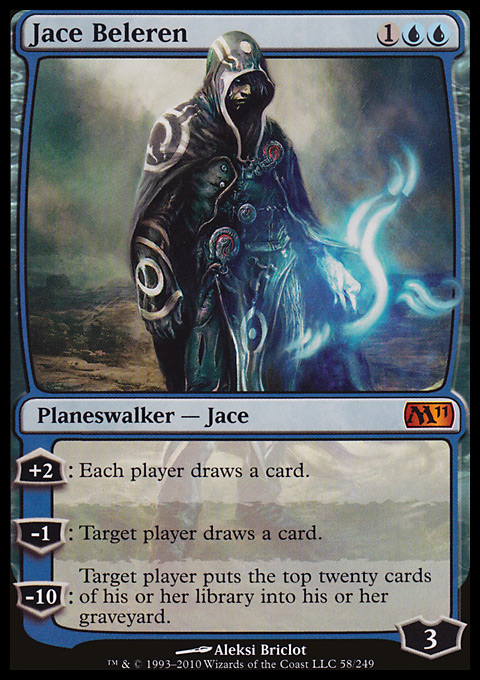 Jace Beleren 1
Planeswalker — Jace M11
+2: Each player draws a card.
-1: Target player draws a card.
Target player puts the top twenty cards
-10: of his or her library into his or her
graveyard.
3
Aleksi Briclot
™ & © 1993–2010 Wizards of the Coast LLC 58/249